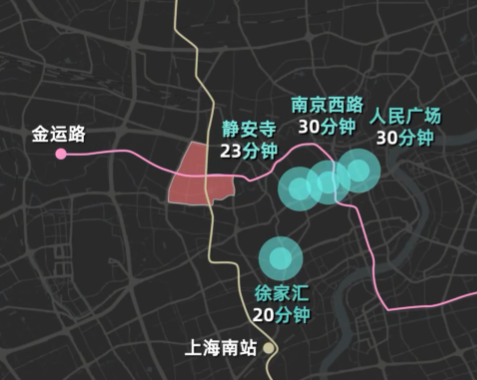 南京西路
30分钟
人民广场
30分钟
静安寺
23分钟
金运路
徐家汇
20分钟
上海南站